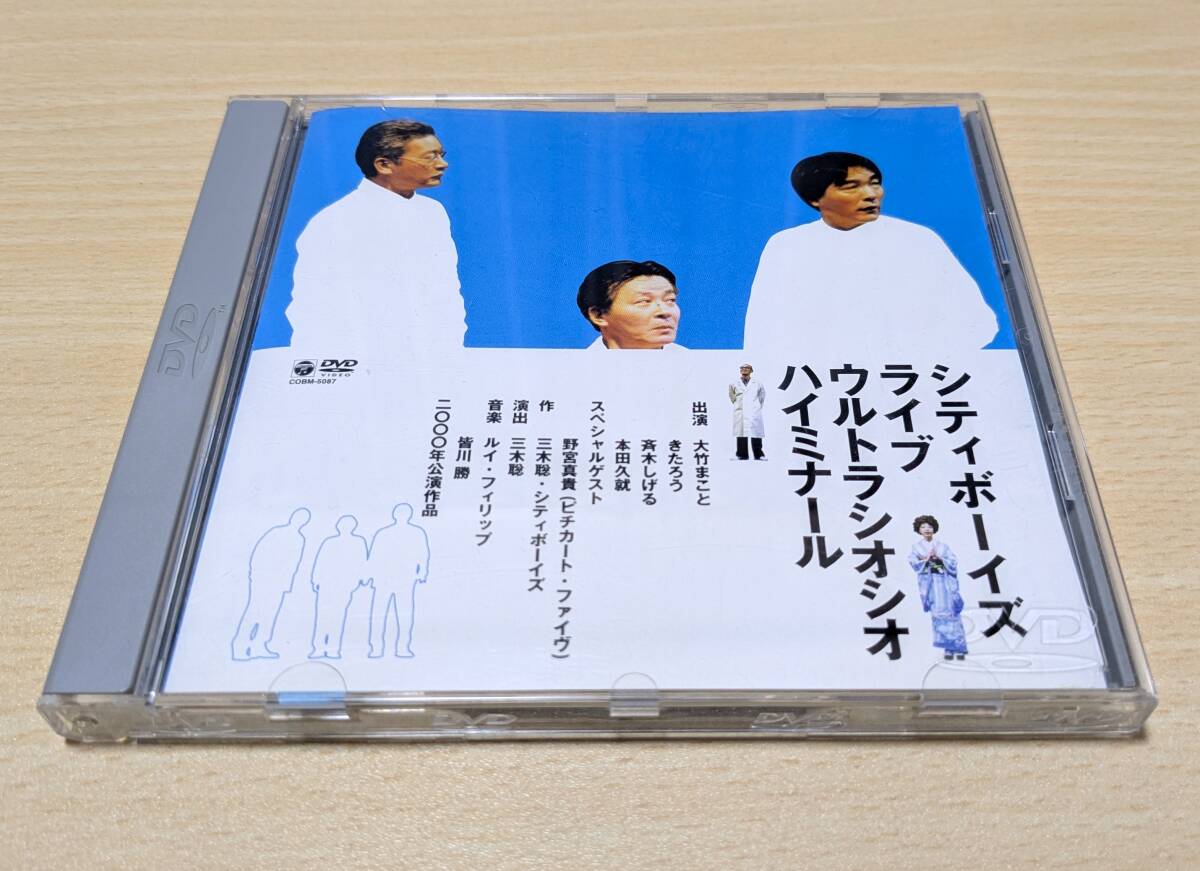 シティボーイズ
ライブ
ウルトラシオシオ
ハイミナール
出演 大竹まこと
きたろう
斉木しげる
本田久就
スペシャルゲスト
野宮真貴(ピチカート・ファイヴ)
作 三木聡・シティボーイズ
演出 三木聡
音楽 ルイ・フィリップ
皆川 勝
二〇〇〇年公演作品
DVD
VIDEO
COBM-5087
DVD
DVD
DVD
DVD